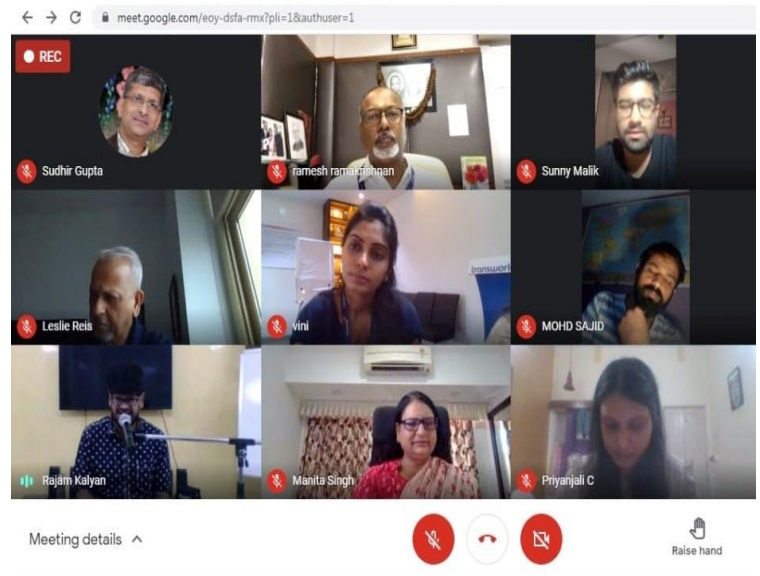 meet.google.com/eoy-dsfa-rmx?pli=1&authuser=1
REC
Sudhir Gupta
ramesh ramakrishnan
Sunny Malik
transworl
Leslie Reis
vini
MOHD SAJID
Rajam Kalyan
Manita Singh
Priyanjali C
Meeting details
Raise hand